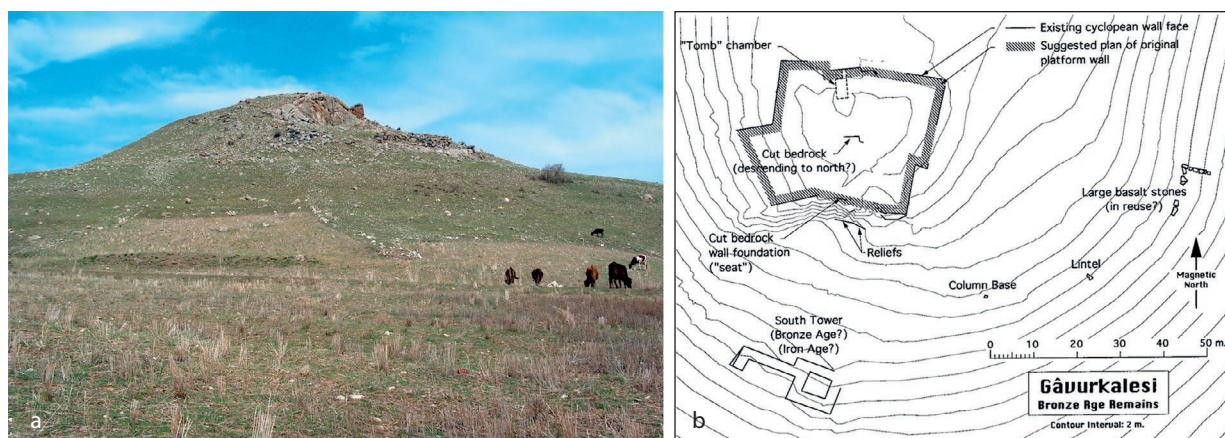 a
"Tomb" chamber
Existing cyclopean wall face
Suggested plan of original
platform wall
Cut bedrock
(descending to north?)
Large basalt stones
(in reuse?)
Cut bedrock
wall foundation
("seat")
Reliefs
Lintel
Column Base
Magnetic
North
South Tower
(Bronze Age?)
(Iron Age?)
0 10 20 30 40 50 m.
Gâvurkalesi
Bronze Age Remains
Contour Interval: 2 m.
b